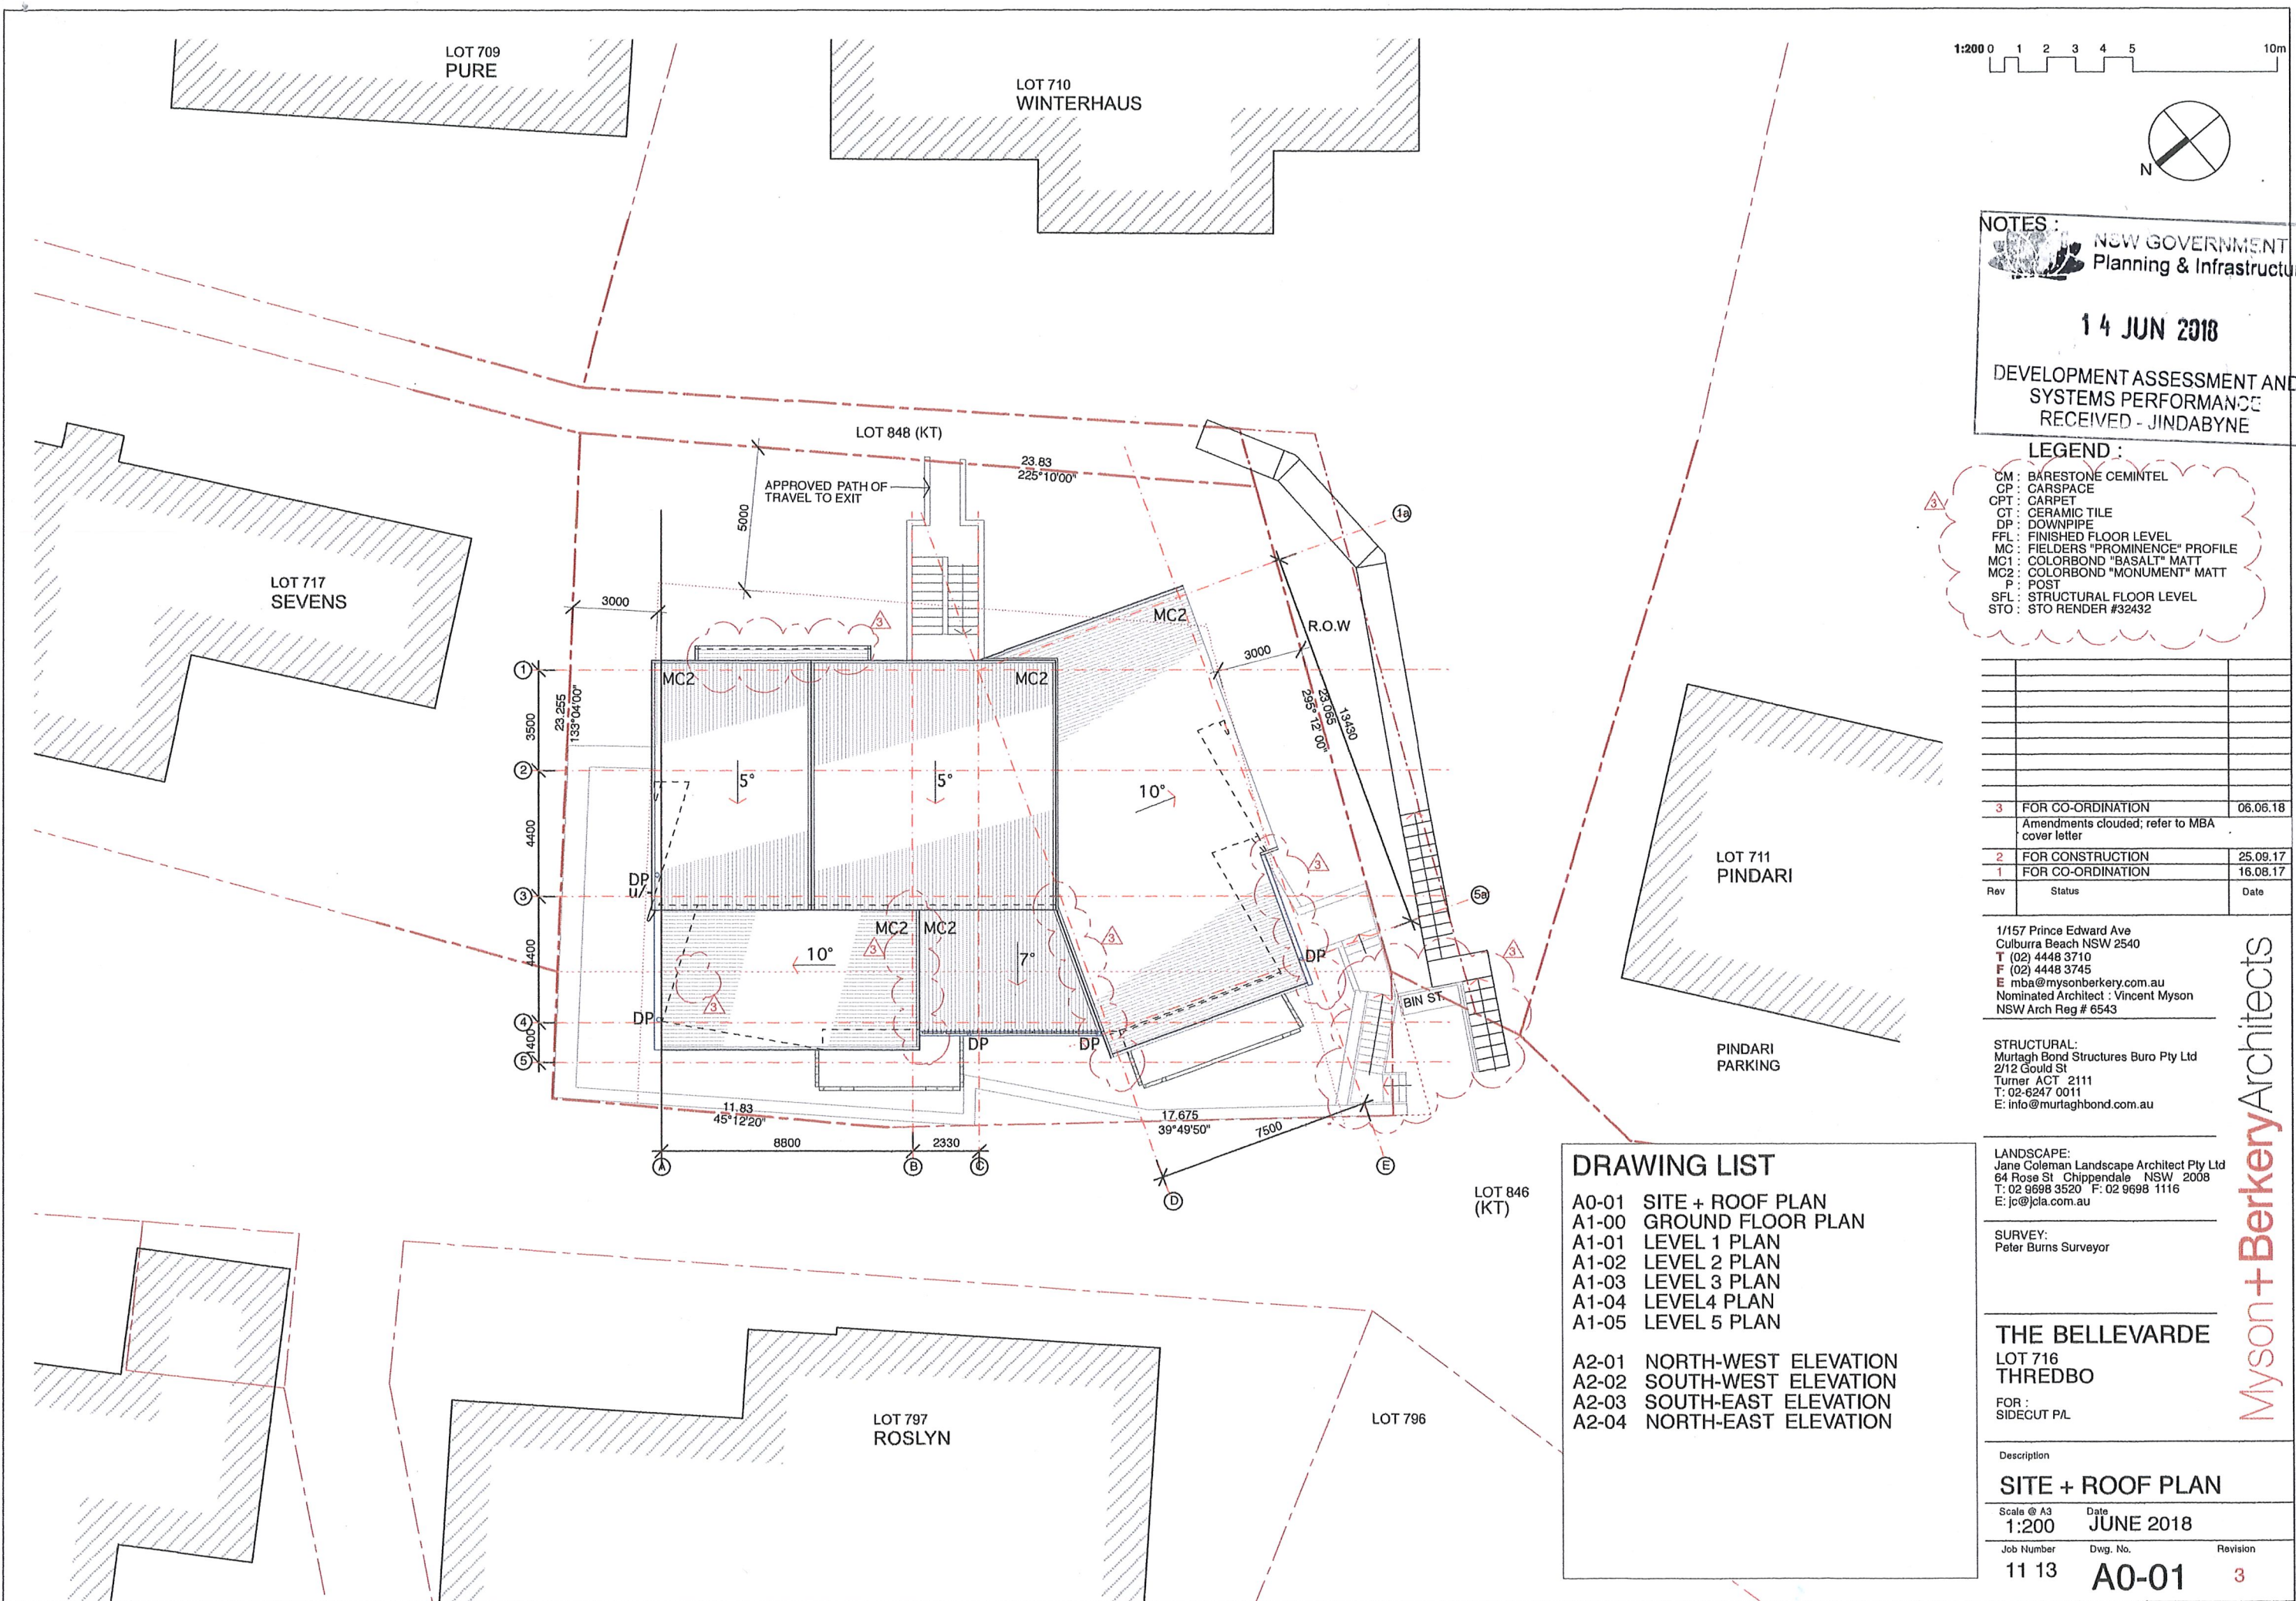 LOT 709
PURE
LOT 710
WINTERHAUS
1:200 0 1 2 3 4 5 10m
N
NOTES :
NSW GOVERNMENT
Planning & Infrastructu
14 JUN 2018
DEVELOPMENT ASSESSMENT AND
SYSTEMS PERFORMANCE
RECEIVED - JINDABYNE
LEGEND :
CM : BARESTONE CEMINTEL
CP : CARSPACE
CPT : CARPET
CT : CERAMIC TILE
DP : DOWNPIPE
FFL : FINISHED FLOOR LEVEL
MC : FIELDERS "PROMINENCE" PROFILE
MC1 : COLORBOND "BASALT" MATT
MC2 : COLORBOND "MONUMENT" MATT
P : POST
SFL : STRUCTURAL FLOOR LEVEL
STO : STO RENDER #32432
3
LOT 848 (KT)
23.83
225°10'00"
APPROVED PATH OF
TRAVEL TO EXIT
5000
1a
LOT 717
SEVENS
3000
3
MC2
R.O.W
3000
1
MC2
MC2
23.255
133°04'00"
3500
23.065
295°12'00"
13430
2
5°
5°
10°
4400
LOT 711
PINDARI
3
DP
u/
3
5a
4400
MC2
MC2
3
3
10°
7°
DP
3
3
BIN ST.
DP
4
1400
DP
DP
5
PINDARI
PARKING
11.83
45°12'20"
17.675
39°49'50"
7500
8800
2330
A
B
C
D
E
LOT 846
(KT)
LOT 797
ROSLYN
LOT 796
DRAWING LIST
A0-01 SITE + ROOF PLAN
A1-00 GROUND FLOOR PLAN
A1-01 LEVEL 1 PLAN
A1-02 LEVEL 2 PLAN
A1-03 LEVEL 3 PLAN
A1-04 LEVEL4 PLAN
A1-05 LEVEL 5 PLAN
A2-01 NORTH-WEST ELEVATION
A2-02 SOUTH-WEST ELEVATION
A2-03 SOUTH-EAST ELEVATION
A2-04 NORTH-EAST ELEVATION
3 FOR CO-ORDINATION 06.06.18
Amendments clouded; refer to MBA
cover letter
2 FOR CONSTRUCTION 25.09.17
1 FOR CO-ORDINATION 16.08.17
Rev Status Date
1/157 Prince Edward Ave
Culburra Beach NSW 2540
T (02) 4448 3710
F (02) 4448 3745
E mba@mysonberkery.com.au
Nominated Architect : Vincent Myson
NSW Arch Reg # 6543
STRUCTURAL:
Murtagh Bond Structures Buro Pty Ltd
2/12 Gould St
Turner ACT 2111
T: 02-6247 0011
E: info@murtaghbond.com.au
LANDSCAPE:
Jane Coleman Landscape Architect Pty Ltd
64 Rose St Chippendale NSW 2008
T: 02 9698 3520 F: 02 9698 1116
E: jc@jcla.com.au
SURVEY:
Peter Burns Surveyor
Myson+BerkeryArchitects
THE BELLEVARDE
LOT 716
THREDBO
FOR :
SIDECUT P/L
Description
SITE + ROOF PLAN
Scale @ A3 Date
1:200 JUNE 2018
Job Number Dwg. No. Revision
11 13 A0-01 3